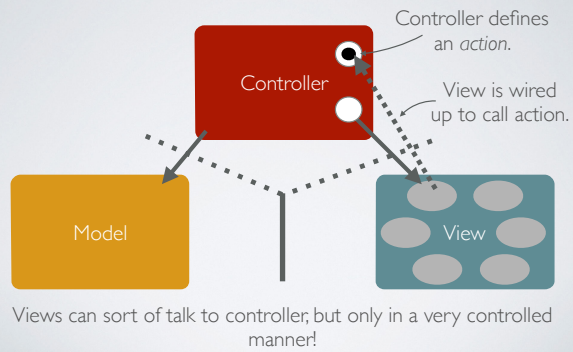 Controller defines
an action.
Controller
View is wired
up to call action.
Model
View
Views can sort of talk to controller, but only in a very controlled
manner!